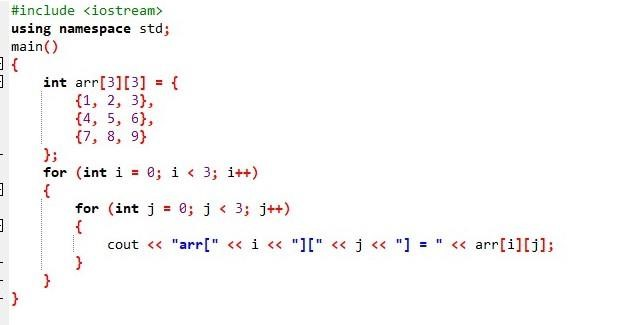 #include <iostream>
using namespace std;
main()
{
    int arr[3][3] = {
        {1, 2, 3},
        {4, 5, 6},
        {7, 8, 9}
    };
    for (int i = 0; i < 3; i++)
    {
        for (int j = 0; j < 3; j++)
        {
            cout << "arr[" << i << "][" << j << "] = " << arr[i][j];
        }
    }
}